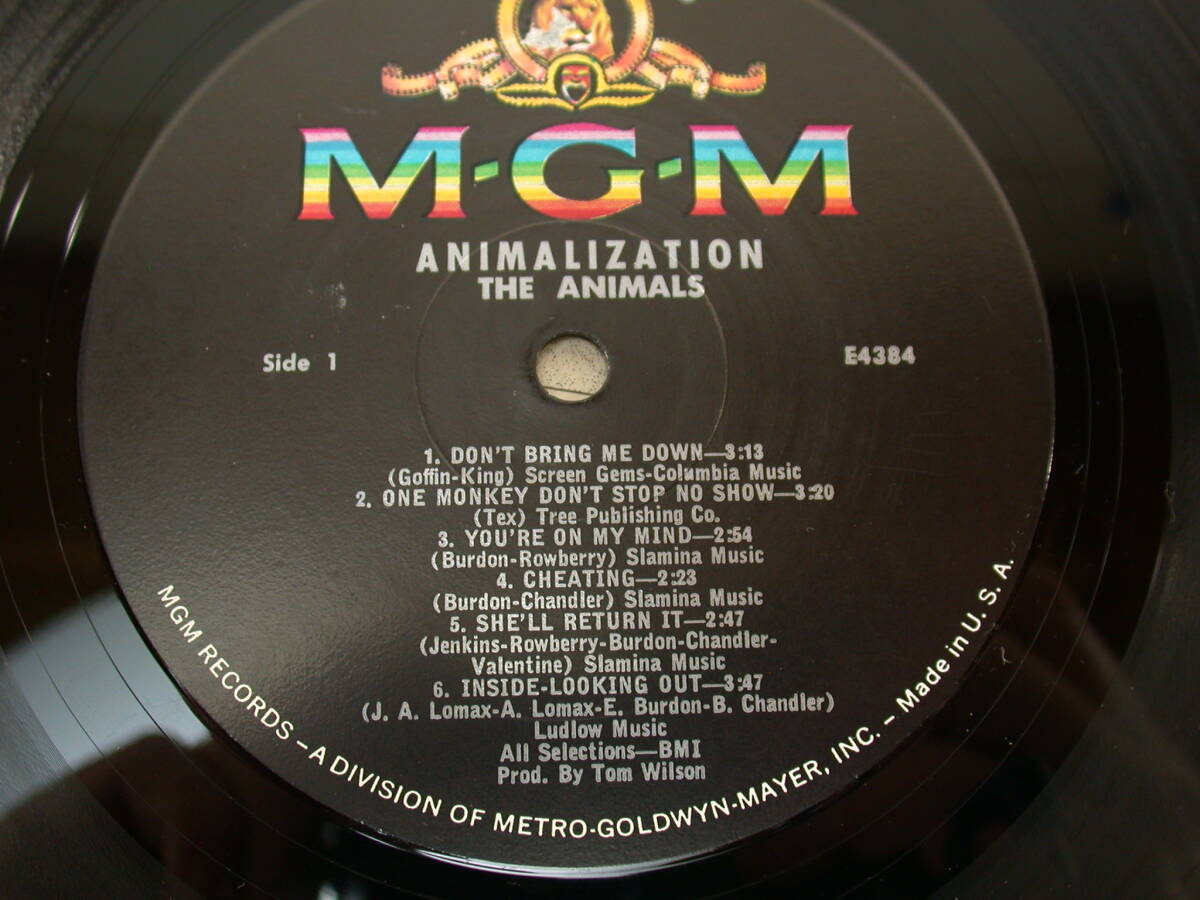 M-G-M
ANIMALIZATION
THE ANIMALS
Side 1
E4384
1. DON'T BRING ME DOWN—3:13
(Goffin-King) Screen Gems-Columbia Music
2. ONE MONKEY DON'T STOP NO SHOW—3:20
(Tex) Tree Publishing Co.
3. YOU'RE ON MY MIND—2:54
(Burdon-Rowberry) Slamina Music
4. CHEATING—2:23
(Burdon-Chandler) Slamina Music
5. SHE'LL RETURN IT—2:47
(Jenkins-Rowberry-Burdon-Chandler-
Valentine) Slamina Music
6. INSIDE-LOOKING OUT—3:47
(J. A. Lomax-A. Lomax-E. Burdon-B. Chandler)
Ludlow Music
All Selections—BMI
Prod. By Tom Wilson
MGM RECORDS – A DIVISION OF METRO-GOLDWYN-MAYER, INC. – Made in U. S. A.